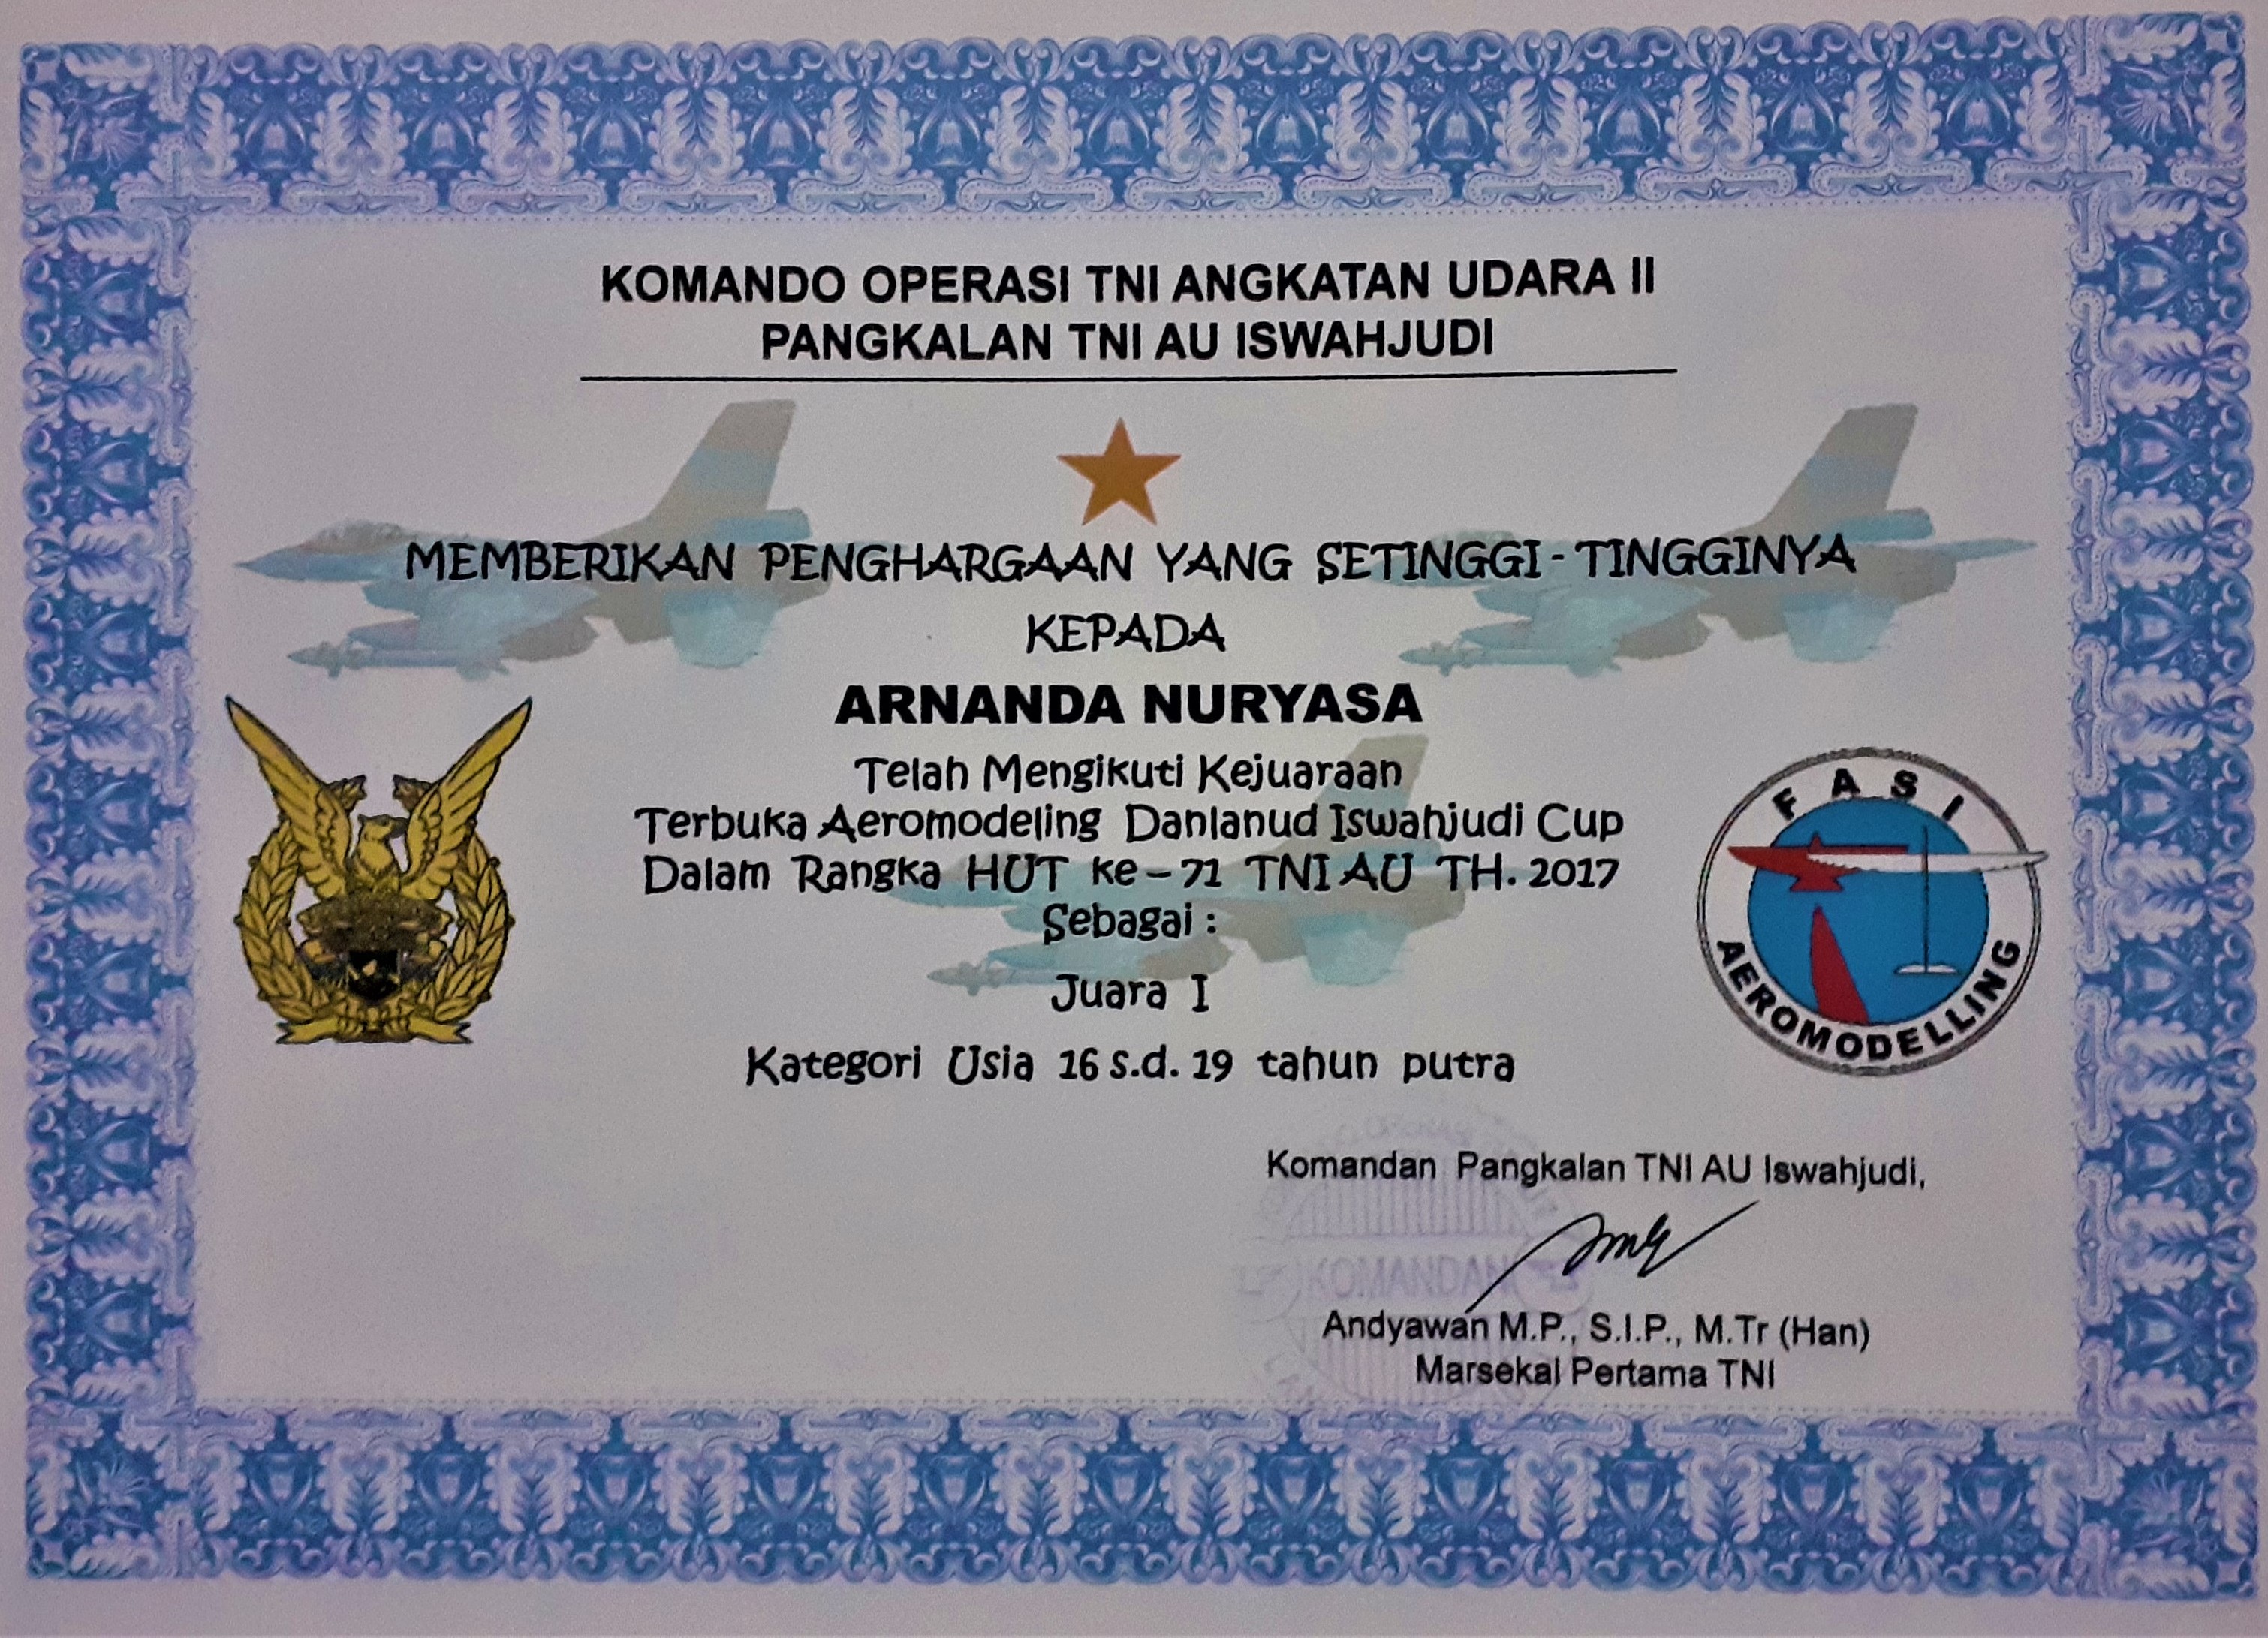 KOMANDO OPERASI TNI ANGKATAN UDARA II
PANGKALAN TNI AU ISWAHJUDI
MEMBERIKAN PENGHARGAAN YANG SETINGGI-TINGGINYA
KEPADA
ARNANDA NURYASA
Telah Mengikuti Kejuaraan
Terbuka Aeromodeling Danlanud Iswahjudi Cup
Dalam Rangka HUT ke-71 TNI AU TH. 2017
Sebagai :
Juara I
Kategori Usia 16 s.d. 19 tahun putra
FASI
AEROMODELLING
Komandan Pangkalan TNI AU Iswahjudi,
KOMANDAN
Andyawan M.P., S.I.P., M.Tr (Han)
Marsekal Pertama TNI